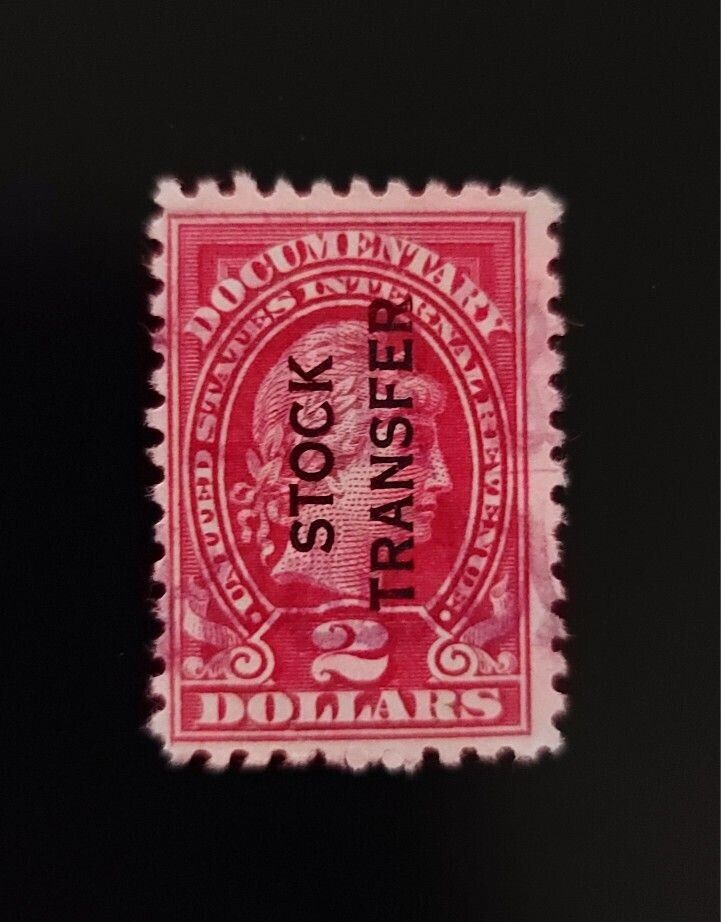 DOCUMENTARY
UNITED STATES INTERNAL REVENUE
STOCK
TRANSFER
2
DOLLARS